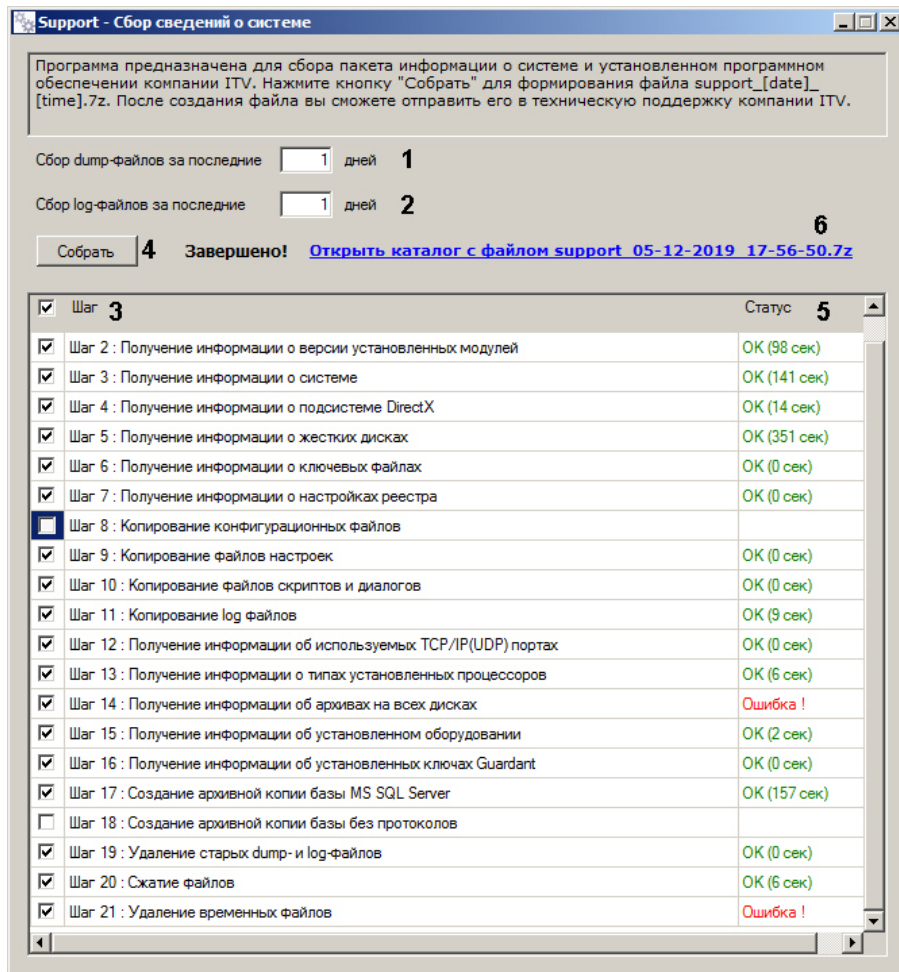 Support - Сбор сведений о системе
Программа предназначена для сбора пакета информации о системе и установленном программном
обеспечении компании ITV. Нажмите кнопку "Собрать" для формирования файла support_[date]_
[time].7z. После создания файла вы сможете отправить его в техническую поддержку компании ITV.
Сбор dump-файлов за последние 1 дней 1
Сбор log-файлов за последние 1 дней 2
6
Собрать 4 Завершено! Открыть каталог с файлом support_05-12-2019_17-56-50.7z
Шаг 3 Статус 5
Шаг 2 : Получение информации о версии установленных модулей OK (98 сек)
Шаг 3 : Получение информации о системе OK (141 сек)
Шаг 4 : Получение информации о подсистеме DirectX OK (14 сек)
Шаг 5 : Получение информации о жестких дисках OK (351 сек)
Шаг 6 : Получение информации о ключевых файлах OK (0 сек)
Шаг 7 : Получение информации о настройках реестра OK (0 сек)
Шаг 8 : Копирование конфигурационных файлов
Шаг 9 : Копирование файлов настроек OK (0 сек)
Шаг 10 : Копирование файлов скриптов и диалогов OK (0 сек)
Шаг 11 : Копирование log файлов OK (9 сек)
Шаг 12 : Получение информации об используемых TCP/IP(UDP) портах OK (0 сек)
Шаг 13 : Получение информации о типах установленных процессоров OK (6 сек)
Шаг 14 : Получение информации об архивах на всех дисках Ошибка !
Шаг 15 : Получение информации об установленном оборудовании OK (2 сек)
Шаг 16 : Получение информации об установленных ключах Guardant OK (0 сек)
Шаг 17 : Создание архивной копии базы MS SQL Server OK (157 сек)
Шаг 18 : Создание архивной копии базы без протоколов
Шаг 19 : Удаление старых dump- и log-файлов OK (0 сек)
Шаг 20 : Сжатие файлов OK (6 сек)
Шаг 21 : Удаление временных файлов Ошибка !